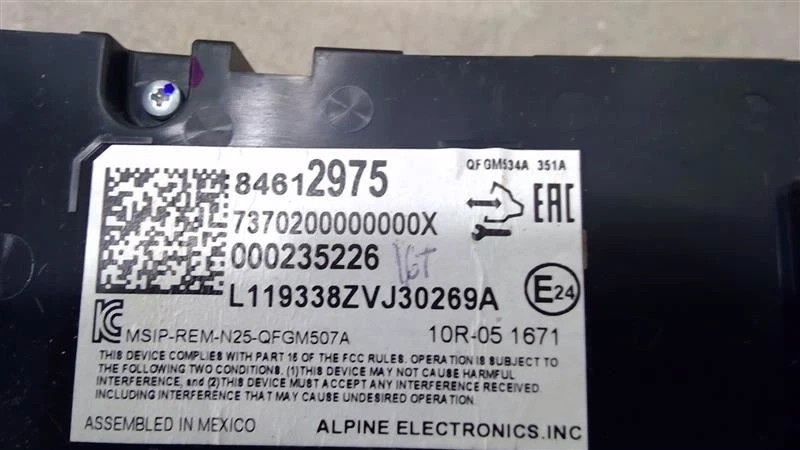 QFGM534A 351A
84612975
7370200000000X
000235226 VGT
L119338ZVJ30269A
EAC
E24
KC
MSIP-REM-N25-QFGM507A 10R-05 1671
THIS DEVICE COMPLIES WITH PART 15 OF THE FCC RULES. OPERATION IS SUBJECT TO
THE FOLLOWING TWO CONDITIONS. (1)THIS DEVICE MAY NOT CAUSE HARMFUL
INTERFERENCE, and (2)THIS DEVICE MUST ACCEPT ANY INTERFERENCE RECEIVED,
INCLUDING INTERFERENCE THAT MAY CAUSE UNDESIRED OPERATION.
ASSEMBLED IN MEXICO ALPINE ELECTRONICS.INC